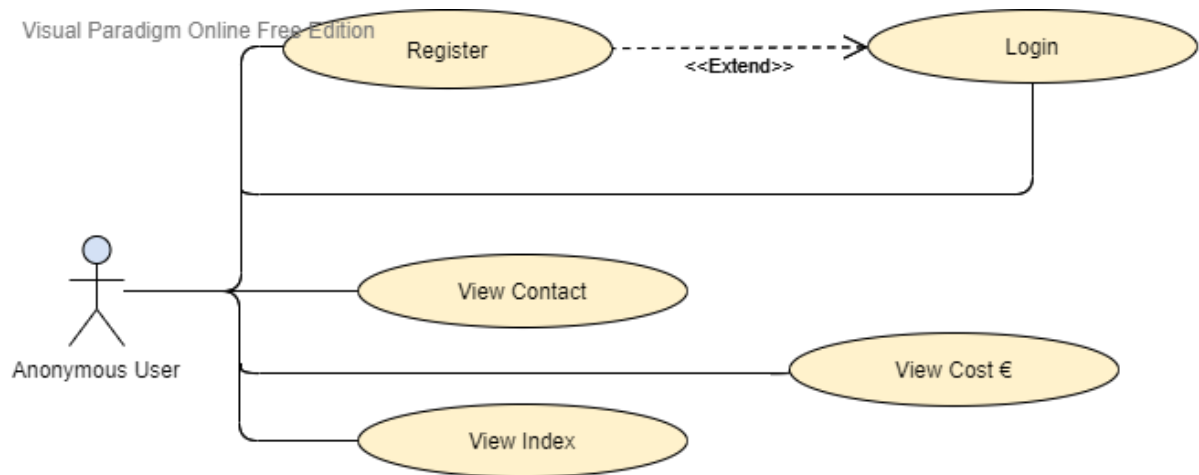 Visual Paradigm Online Free Edition
Register
<<Extend>>
Login
View Contact
Anonymous User
View Cost €
View Index